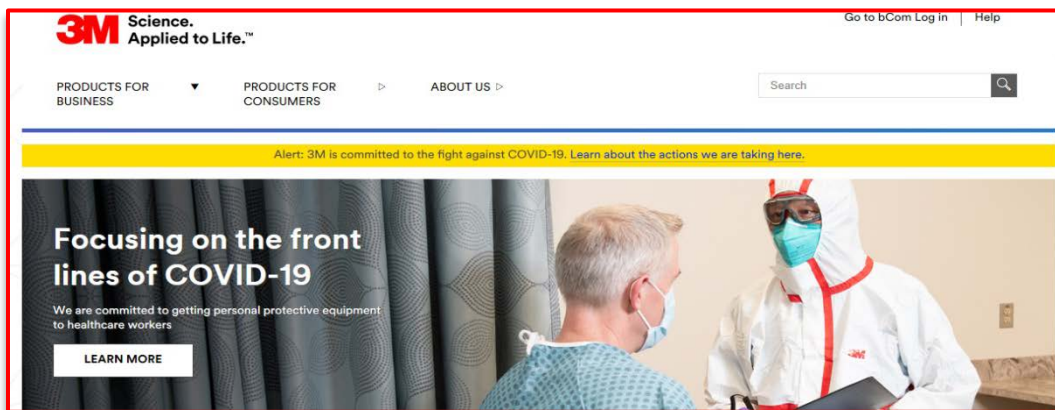 3M Science.
Applied to Life.™
Go to bCom Log in | Help
PRODUCTS FOR
BUSINESS
PRODUCTS FOR
CONSUMERS
ABOUT US
Search
Alert: 3M is committed to the fight against COVID-19. Learn about the actions we are taking here.
Focusing on the front
lines of COVID-19
We are committed to getting personal protective equipment
to healthcare workers
LEARN MORE
3M